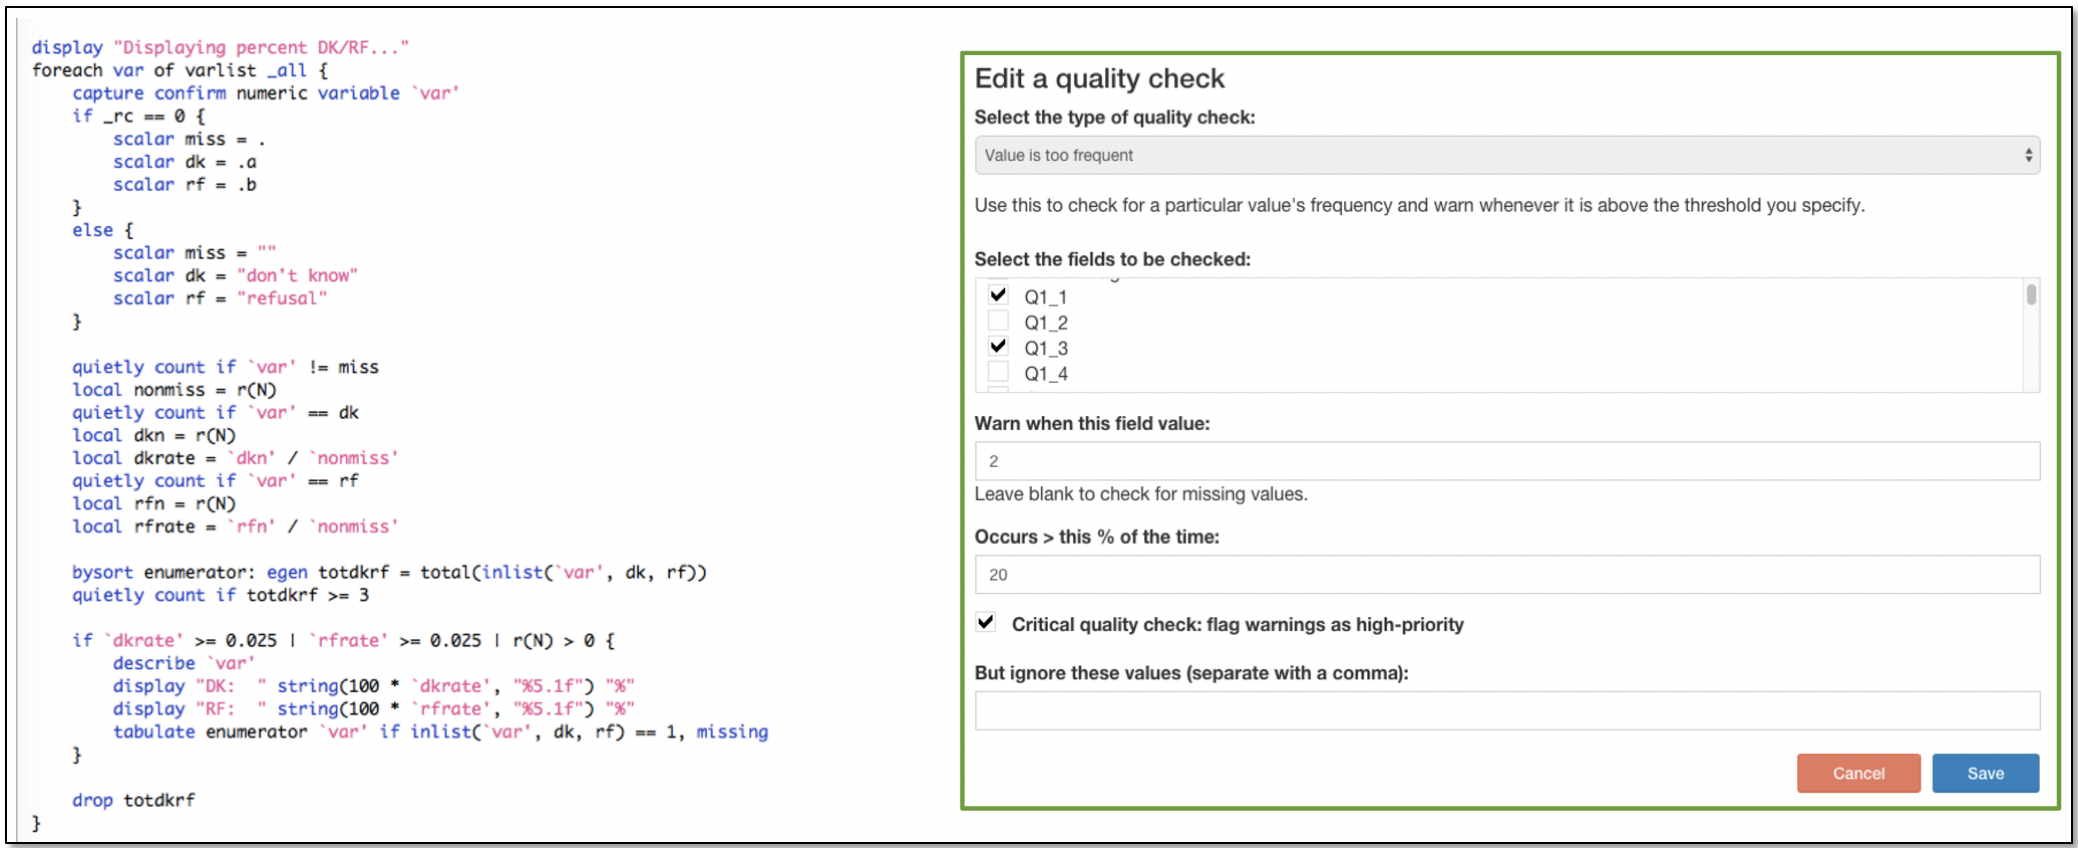 display "Displaying percent DK/RF..."
foreach var of varlist _all {
    capture confirm numeric variable `var'
    if _rc == 0 {
        scalar miss = .
        scalar dk = .a
        scalar rf = .b
    }
    else {
        scalar miss = ""
        scalar dk = "don't know"
        scalar rf = "refusal"
    }

    quietly count if `var' != miss
    local nonmiss = r(N)
    quietly count if `var' == dk
    local dkn = r(N)
    local dkrate = `dkn' / `nonmiss'
    quietly count if `var' == rf
    local rfn = r(N)
    local rfrate = `rfn' / `nonmiss'

    bysort enumerator: egen totdkrf = total(inlist(`var', dk, rf))
    quietly count if totdkrf >= 3

    if `dkrate' >= 0.025 | `rfrate' >= 0.025 | r(N) > 0 {
        describe `var'
        display "DK:  " string(100 * `dkrate', "%5.1f") "%"
        display "RF:  " string(100 * `rfrate', "%5.1f") "%"
        tabulate enumerator `var' if inlist(`var', dk, rf) == 1, missing
    }

    drop totdkrf
}
Edit a quality check
Select the type of quality check:
Value is too frequent
Use this to check for a particular value's frequency and warn whenever it is above the threshold you specify.
Select the fields to be checked:
Q1_1
Q1_2
Q1_3
Q1_4
Warn when this field value:
2
Leave blank to check for missing values.
Occurs > this % of the time:
20
Critical quality check: flag warnings as high-priority
But ignore these values (separate with a comma):
Cancel
Save